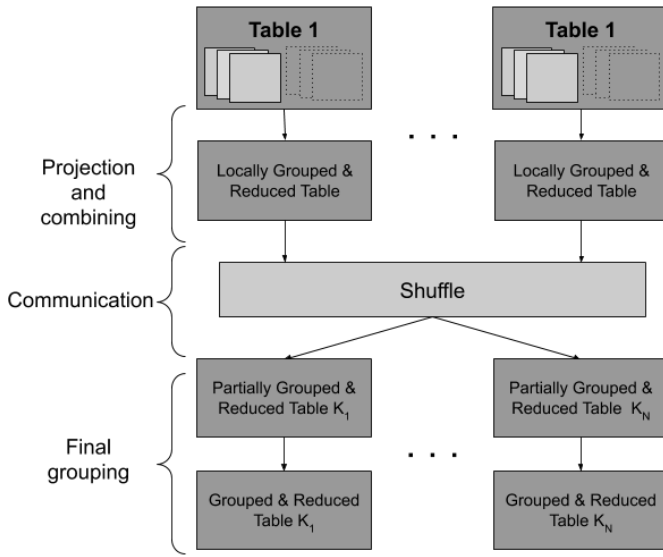 Table 1
Table 1
. . .
Projection
and
combining
Locally Grouped &
Reduced Table
Locally Grouped &
Reduced Table
Communication
Shuffle
Final
grouping
Partially Grouped &
Reduced Table K1
Partially Grouped &
Reduced Table KN
. . .
Grouped & Reduced
Table K1
Grouped & Reduced
Table KN